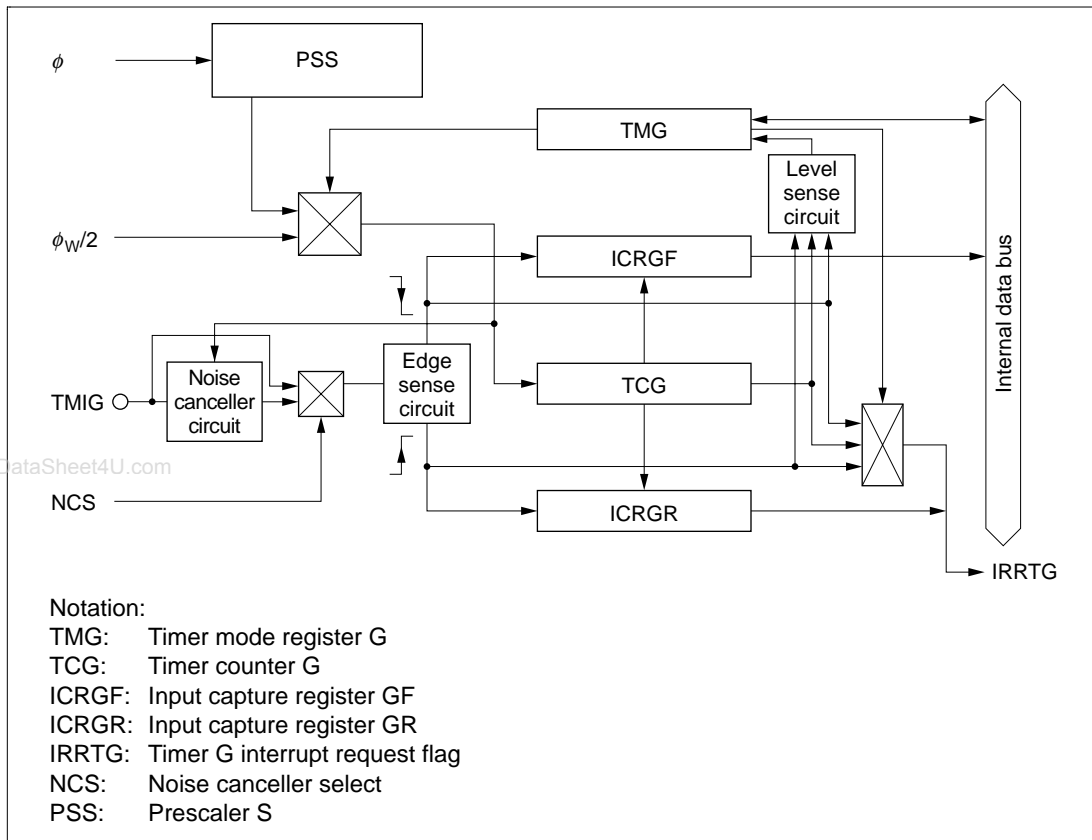 ϕ
PSS
TMG
Level
sense
circuit
ϕW/2
ICRGF
Internal data bus
TMIG
Noise
canceller
circuit
Edge
sense
circuit
TCG
DataSheet4U.com
NCS
ICRGR
IRRTG
Notation:
TMG: Timer mode register G
TCG: Timer counter G
ICRGF: Input capture register GF
ICRGR: Input capture register GR
IRRTG: Timer G interrupt request flag
NCS: Noise canceller select
PSS: Prescaler S